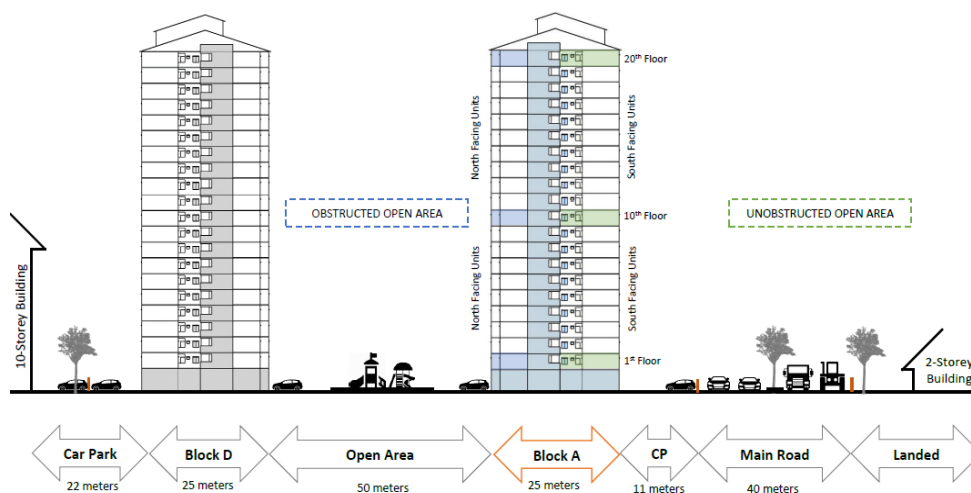 20th Floor
North Facing Units
South Facing Units
OBSTRUCTED OPEN AREA
10th Floor
UNOBSTRUCTED OPEN AREA
10-Storey Building
North Facing Units
South Facing Units
1st Floor
2-Storey
Building
Car Park
Block D
Open Area
Block A
CP
Main Road
Landed
22 meters
25 meters
50 meters
25 meters
11 meters
40 meters